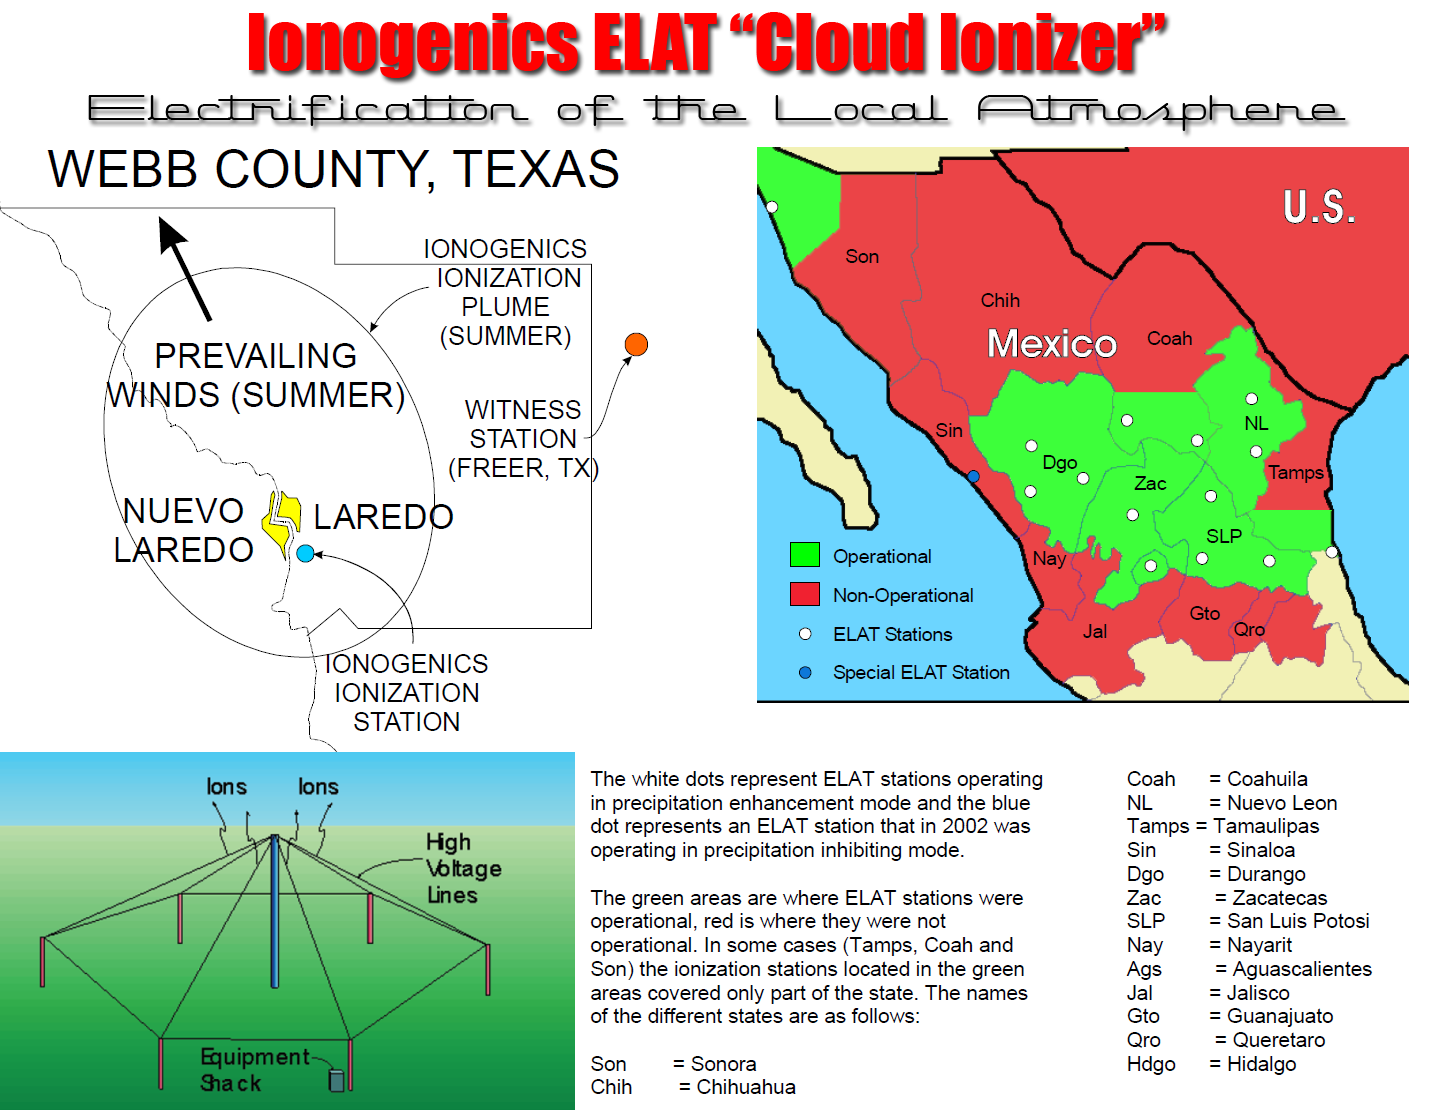 Ionogenics ELAT “Cloud Ionizer”
Electrification of the Local Atmosphere
WEBB COUNTY, TEXAS
IONOGENICS
IONIZATION
PLUME
(SUMMER)
PREVAILING
WINDS (SUMMER)
WITNESS
STATION
(FREER, TX)
NUEVO
LAREDO
LAREDO
IONOGENICS
IONIZATION
STATION
U.S.
Mexico
Son
Chih
Coah
Sin
NL
Dgo
Tamps
Zac
SLP
Nay
Gto
Jal
Qro
Operational
Non-Operational
ELAT Stations
Special ELAT Station
Ions
Ions
High
Voltage
Lines
Equipment
Shack
The white dots represent ELAT stations operating
in precipitation enhancement mode and the blue
dot represents an ELAT station that in 2002 was
operating in precipitation inhibiting mode.
The green areas are where ELAT stations were
operational, red is where they were not
operational. In some cases (Tamps, Coah and
Son) the ionization stations located in the green
areas covered only part of the state. The names
of the different states are as follows:
Son = Sonora
Chih = Chihuahua
Coah = Coahuila
NL = Nuevo Leon
Tamps = Tamaulipas
Sin = Sinaloa
Dgo = Durango
Zac = Zacatecas
SLP = San Luis Potosi
Nay = Nayarit
Ags = Aguascalientes
Jal = Jalisco
Gto = Guanajuato
Qro = Queretaro
Hdgo = Hidalgo